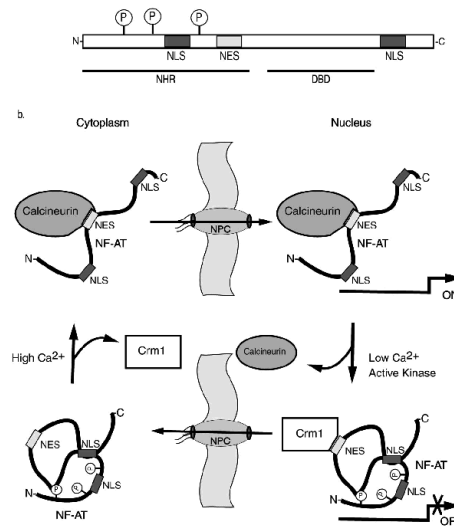 P P P
N- -C
NLS NES NLS
NHR DBD
b.
Cytoplasm Nucleus
C C
NLS NLS
Calcineurin Calcineurin
NES NES
NF-AT NPC NF-AT
N- N-
NLS NLS
ON
High Ca2+ Crm1 Calcineurin Low Ca2+
Active Kinase
C C
NES NLS Crm1 NLS
NPC NES NF-AT
NLS NLS
P P
N- N-
NF-AT